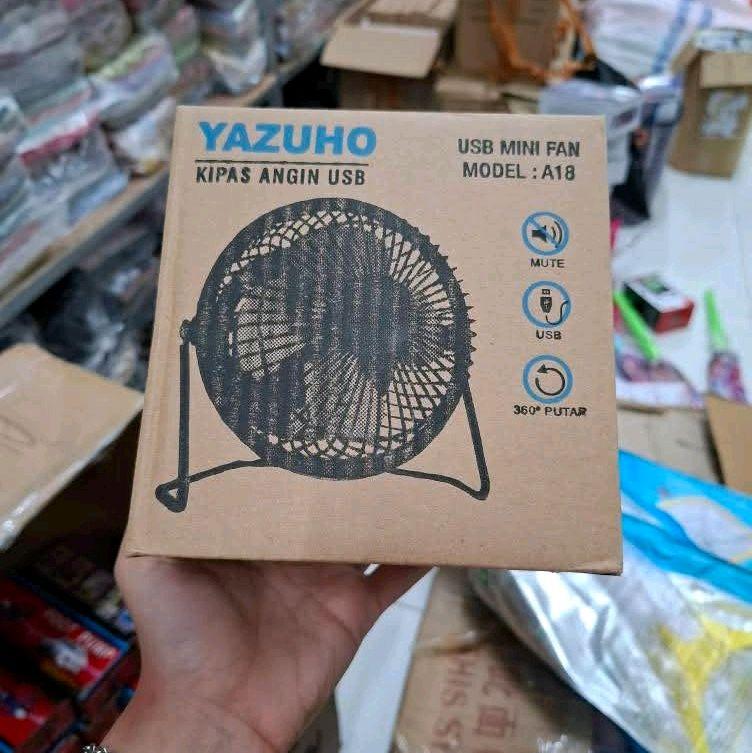 YAZUHO
KIPAS ANGIN USB
USB MINI FAN
MODEL : A18
MUTE
USB
360° PUTAR